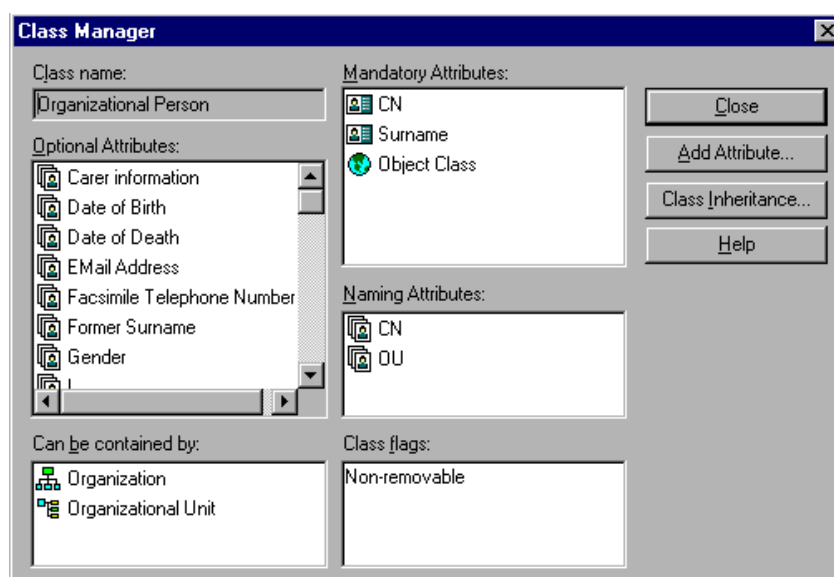 Class Manager
Class name:
Organizational Person
Optional Attributes:
Carer information
Date of Birth
Date of Death
EMail Address
Facsimile Telephone Number
Former Surname
Gender
Can be contained by:
Organization
Organizational Unit
Mandatory Attributes:
CN
Surname
Object Class
Naming Attributes:
CN
OU
Class flags:
Non-removable
Close
Add Attribute...
Class Inheritance...
Help